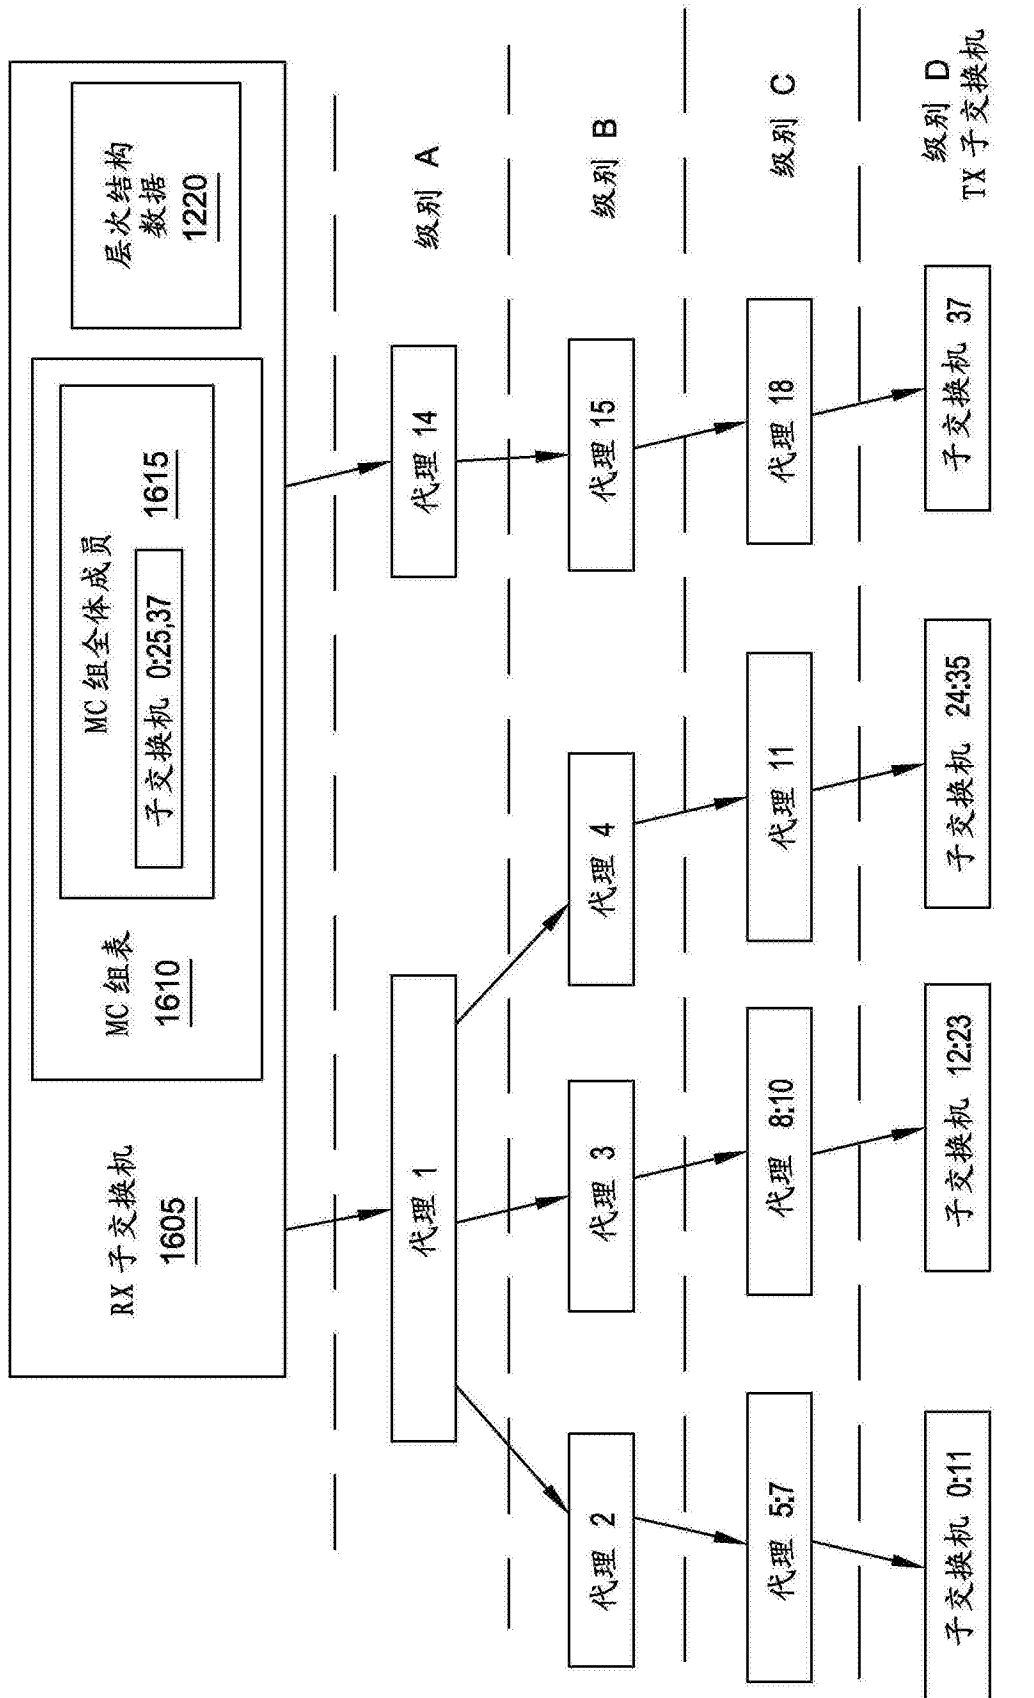 RX 子交换机
1605
MC 组表
1610
MC 组全体成员
1615
子交换机 0:25,37
层次结构
数据
1220
级别 A
代理 1
代理 14
级别 B
代理 2
代理 3
代理 4
代理 15
级别 C
代理 5:7
代理 8:10
代理 11
代理 18
级别 D
TX 子交换机
子交换机 0:11
子交换机 12:23
子交换机 24:35
子交换机 37